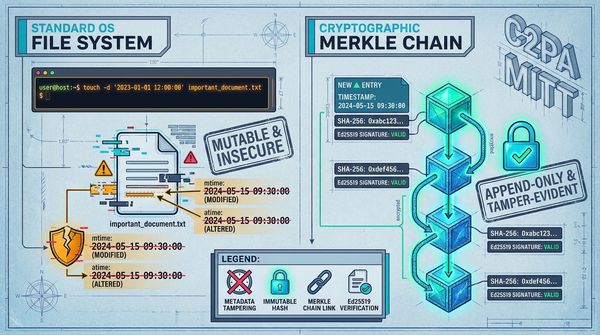 STANDARD OS
FILE SYSTEM
user@host:~$ touch -d '2023-01-01 12:00:00' important_document.txt
$
MUTABLE &
INSECURE
important_document.txt
mtime:
2024-05-15 09:30:00
(MODIFIED)
atime:
2024-05-15 09:30:00
(ALTERED)
mtime:
2024-05-15 09:30:00
(MODIFIED)
atime:
2024-05-15 09:30:00
(ALTERED)
CRYPTOGRAPHIC
MERKLE CHAIN
C2PA
MITT
NEW ▲ ENTRY
TIMESTAMP:
2024-05-15 09:30:00
SHA-256: 0xabc123...
Ed25519 SIGNATURE: VALID
SHA-256: 0xdef456...
Ed25519 SIGNATURE: VALID
encrypted
encrypted
APPEND-ONLY &
TAMPER-EVIDENT
SHA-256: 0xabc123...
Ed25519 SIGNATURE: VALID
SHA-256: 0xdef456...
Ed25519 SIGNATURE: VALID
LEGEND:
METADATA
TAMPERING
IMMUTABLE
HASH
MERKLE
CHAIN LINK
Ed25519
VERIFICATION